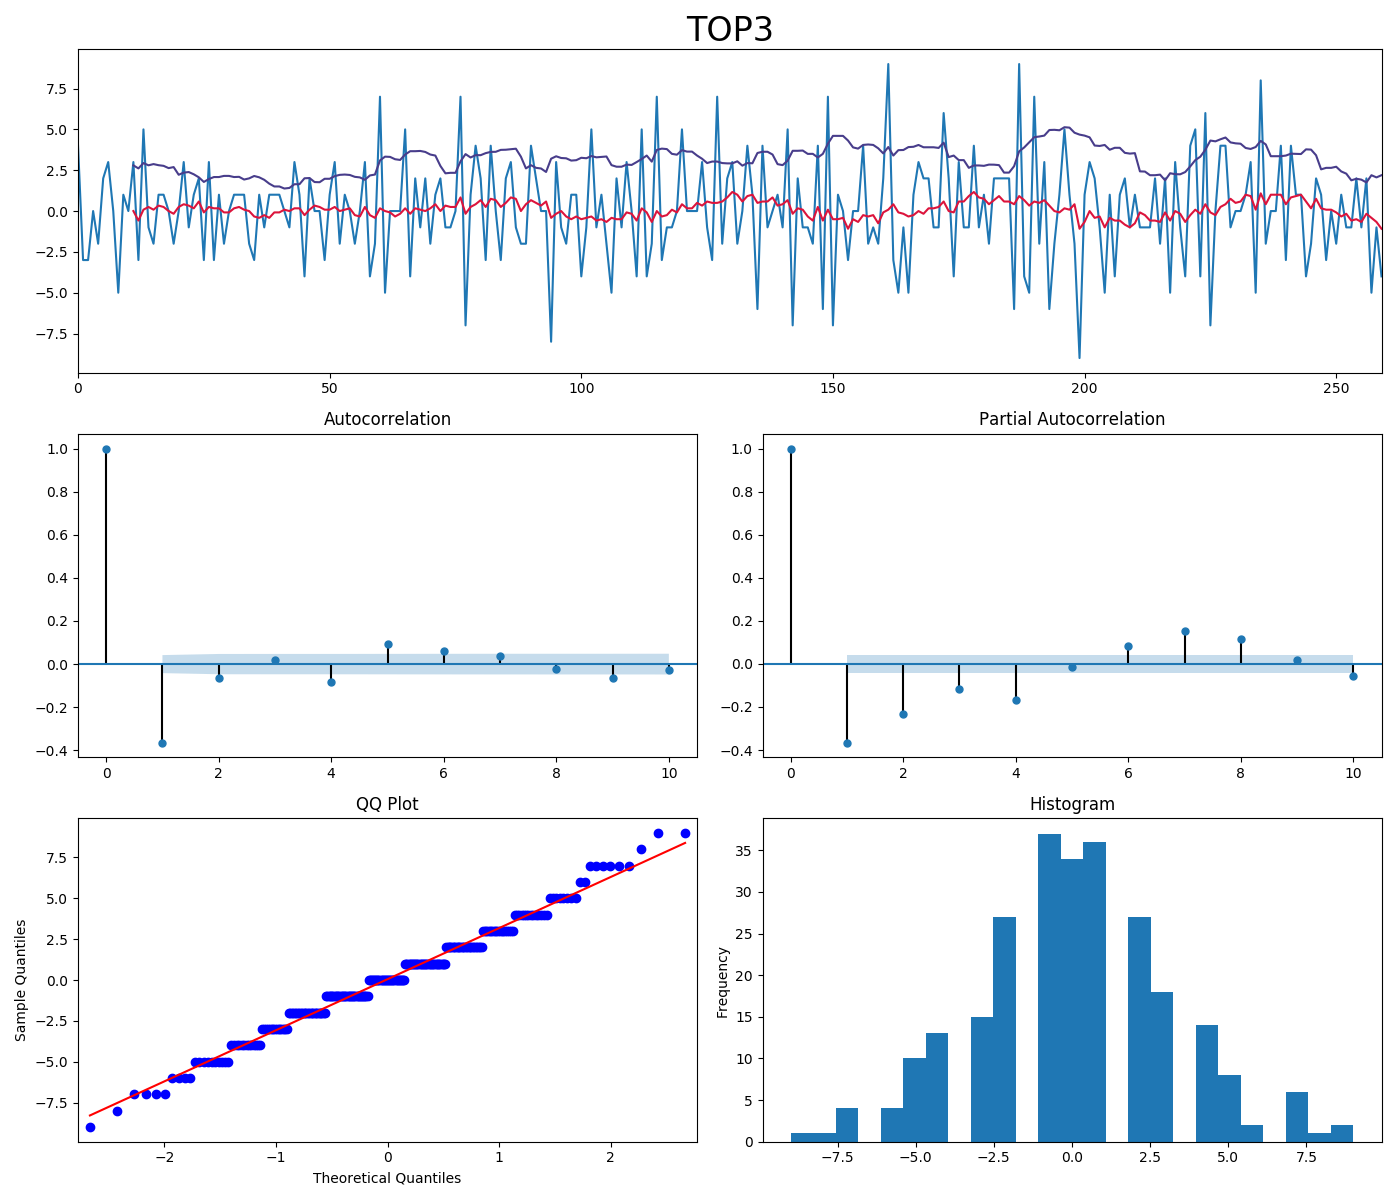 TOP3
7.5
5.0
2.5
0.0
−2.5
−5.0
−7.5
0 50 100 150 200 250
Autocorrelation
1.0
0.8
0.6
0.4
0.2
0.0
−0.2
−0.4
0 2 4 6 8 10
Partial Autocorrelation
1.0
0.8
0.6
0.4
0.2
0.0
−0.2
−0.4
0 2 4 6 8 10
QQ Plot
Sample Quantiles
7.5
5.0
2.5
0.0
−2.5
−5.0
−7.5
−2 −1 0 1 2
Theoretical Quantiles
Histogram
Frequency
35
30
25
20
15
10
5
0
−7.5 −5.0 −2.5 0.0 2.5 5.0 7.5